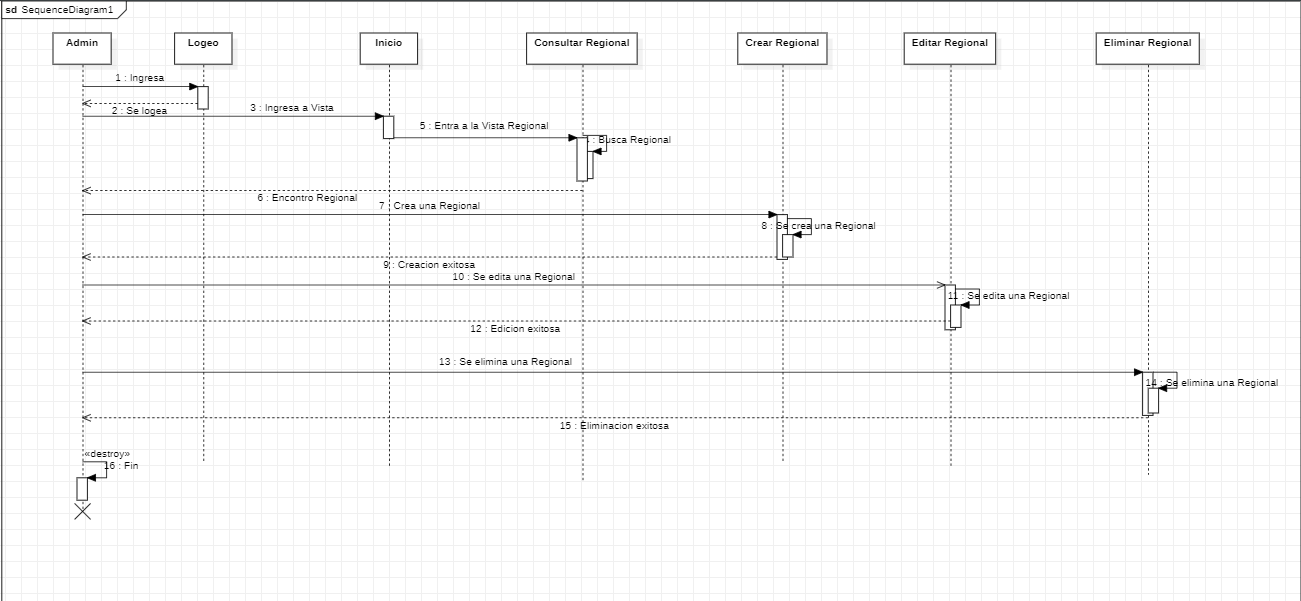 sd SequenceDiagram1
Admin
Logeo
Inicio
Consultar Regional
Crear Regional
Editar Regional
Eliminar Regional
1 : Ingresa
2 : Se logea
3 : Ingresa a Vista
5 : Entra a la Vista Regional
: Busca Regional
6 : Encontro Regional
7 : Crea una Regional
8 : Se crea una Regional
9 : Creacion exitosa
10 : Se edita una Regional
11 : Se edita una Regional
12 : Edicion exitosa
13 : Se elimina una Regional
14 : Se elimina una Regional
15 : Eliminacion exitosa
«destroy»
16 : Fin